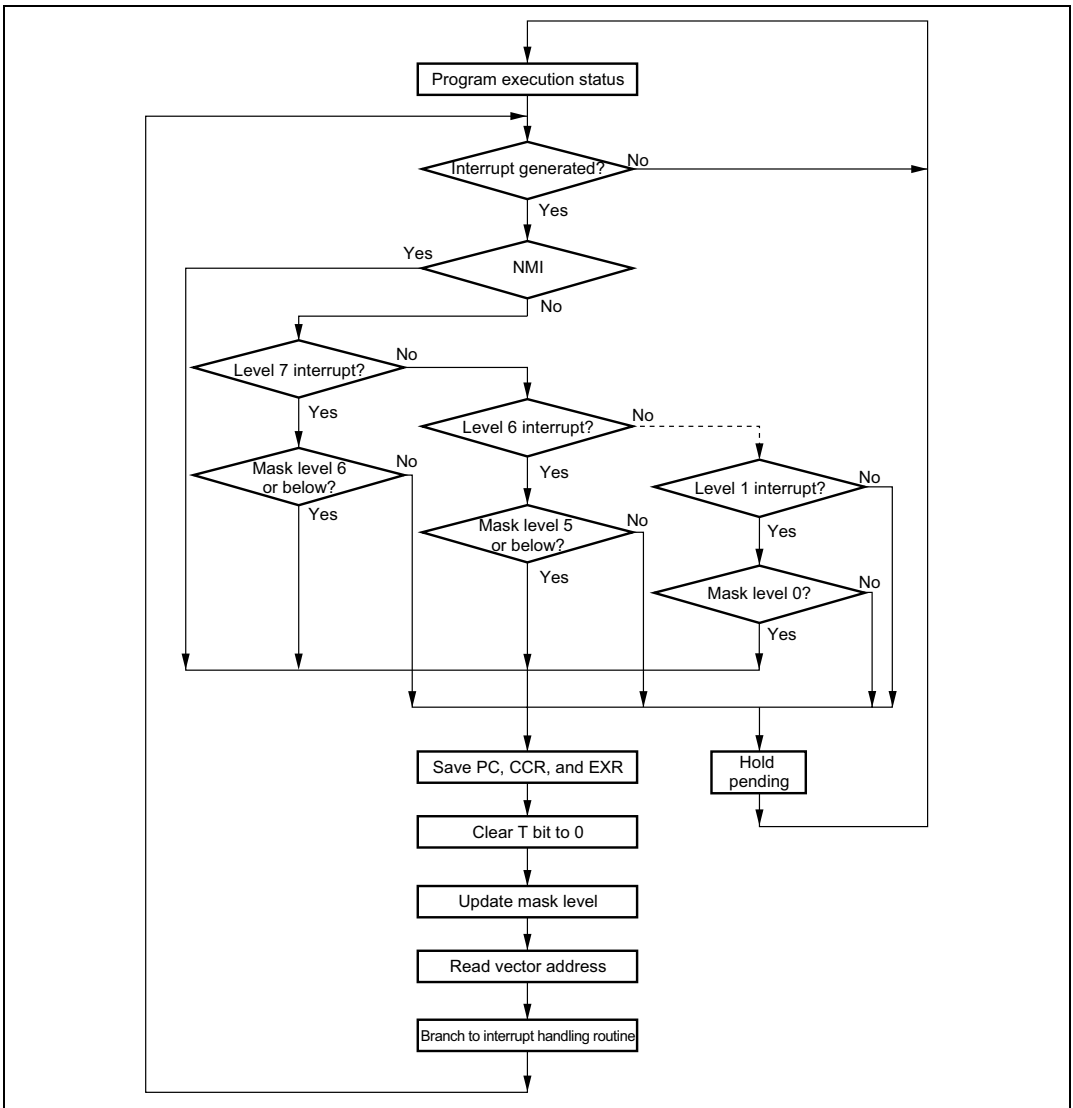 Program execution status
Interrupt generated?
No
Yes
Yes
NMI
No
Level 7 interrupt?
No
Yes
Level 6 interrupt?
No
Yes
Mask level 6
or below?
No
Yes
Level 1 interrupt?
No
Yes
Mask level 5
or below?
No
Yes
Mask level 0?
No
Yes
Save PC, CCR, and EXR
Hold
pending
Clear T bit to 0
Update mask level
Read vector address
Branch to interrupt handling routine